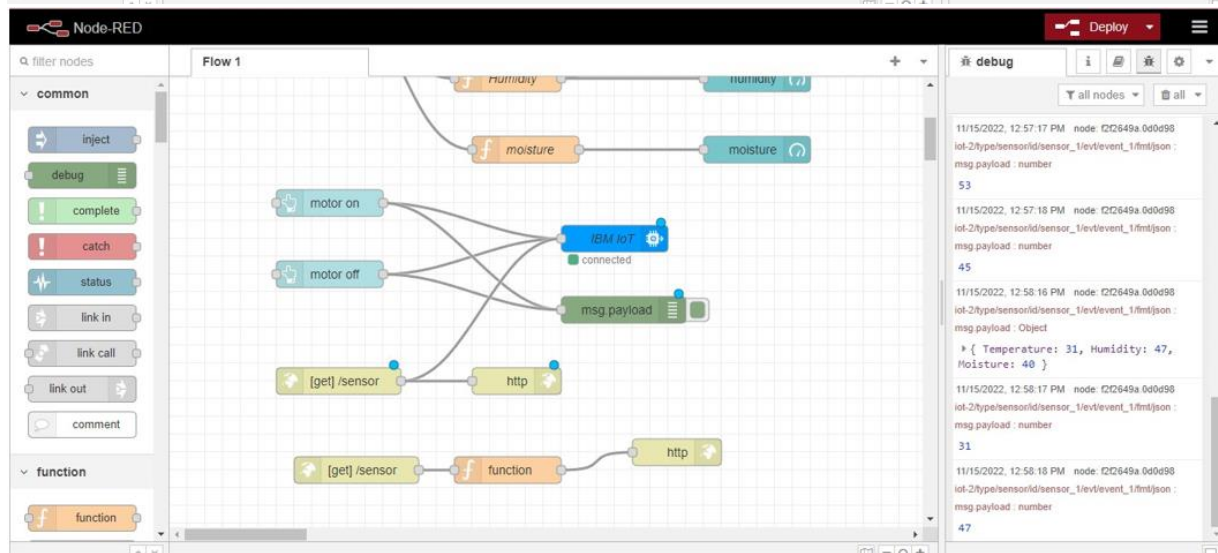 Node-RED
Deploy
filter nodes
Flow 1
debug
all nodes
all
common
inject
debug
complete
catch
status
link in
link call
link out
comment
function
function
Humidity
humidity
moisture
moisture
motor on
IBM IoT
connected
motor off
msg.payload
[get] /sensor
http
http
[get] /sensor
function
11/15/2022, 12:57:17 PM node: f2f2649a.0d0d98
iot-2/type/sensor/id/sensor_1/evt/event_1/fmt/json :
msg.payload : number
53
11/15/2022, 12:57:18 PM node: f2f2649a.0d0d98
iot-2/type/sensor/id/sensor_1/evt/event_1/fmt/json :
msg.payload : number
45
11/15/2022, 12:58:16 PM node: f2f2649a.0d0d98
iot-2/type/sensor/id/sensor_1/evt/event_1/fmt/json :
msg.payload : Object
{ Temperature: 31, Humidity: 47,
Moisture: 40 }
11/15/2022, 12:58:17 PM node: f2f2649a.0d0d98
iot-2/type/sensor/id/sensor_1/evt/event_1/fmt/json :
msg.payload : number
31
11/15/2022, 12:58:18 PM node: f2f2649a.0d0d98
iot-2/type/sensor/id/sensor_1/evt/event_1/fmt/json :
msg.payload : number
47